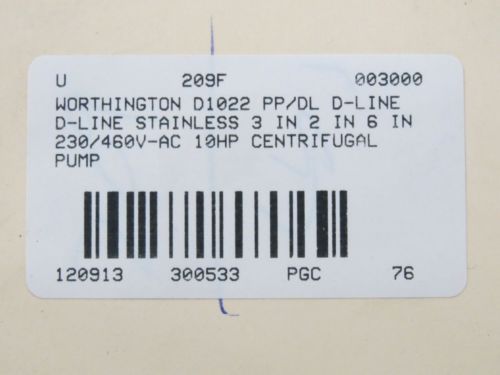 U 209F 003000
WORTHINGTON D1022 PP/DL D-LINE
D-LINE STAINLESS 3 IN 2 IN 6 IN
230/460V-AC 10HP CENTRIFUGAL
PUMP
120913 300533 PGC 76